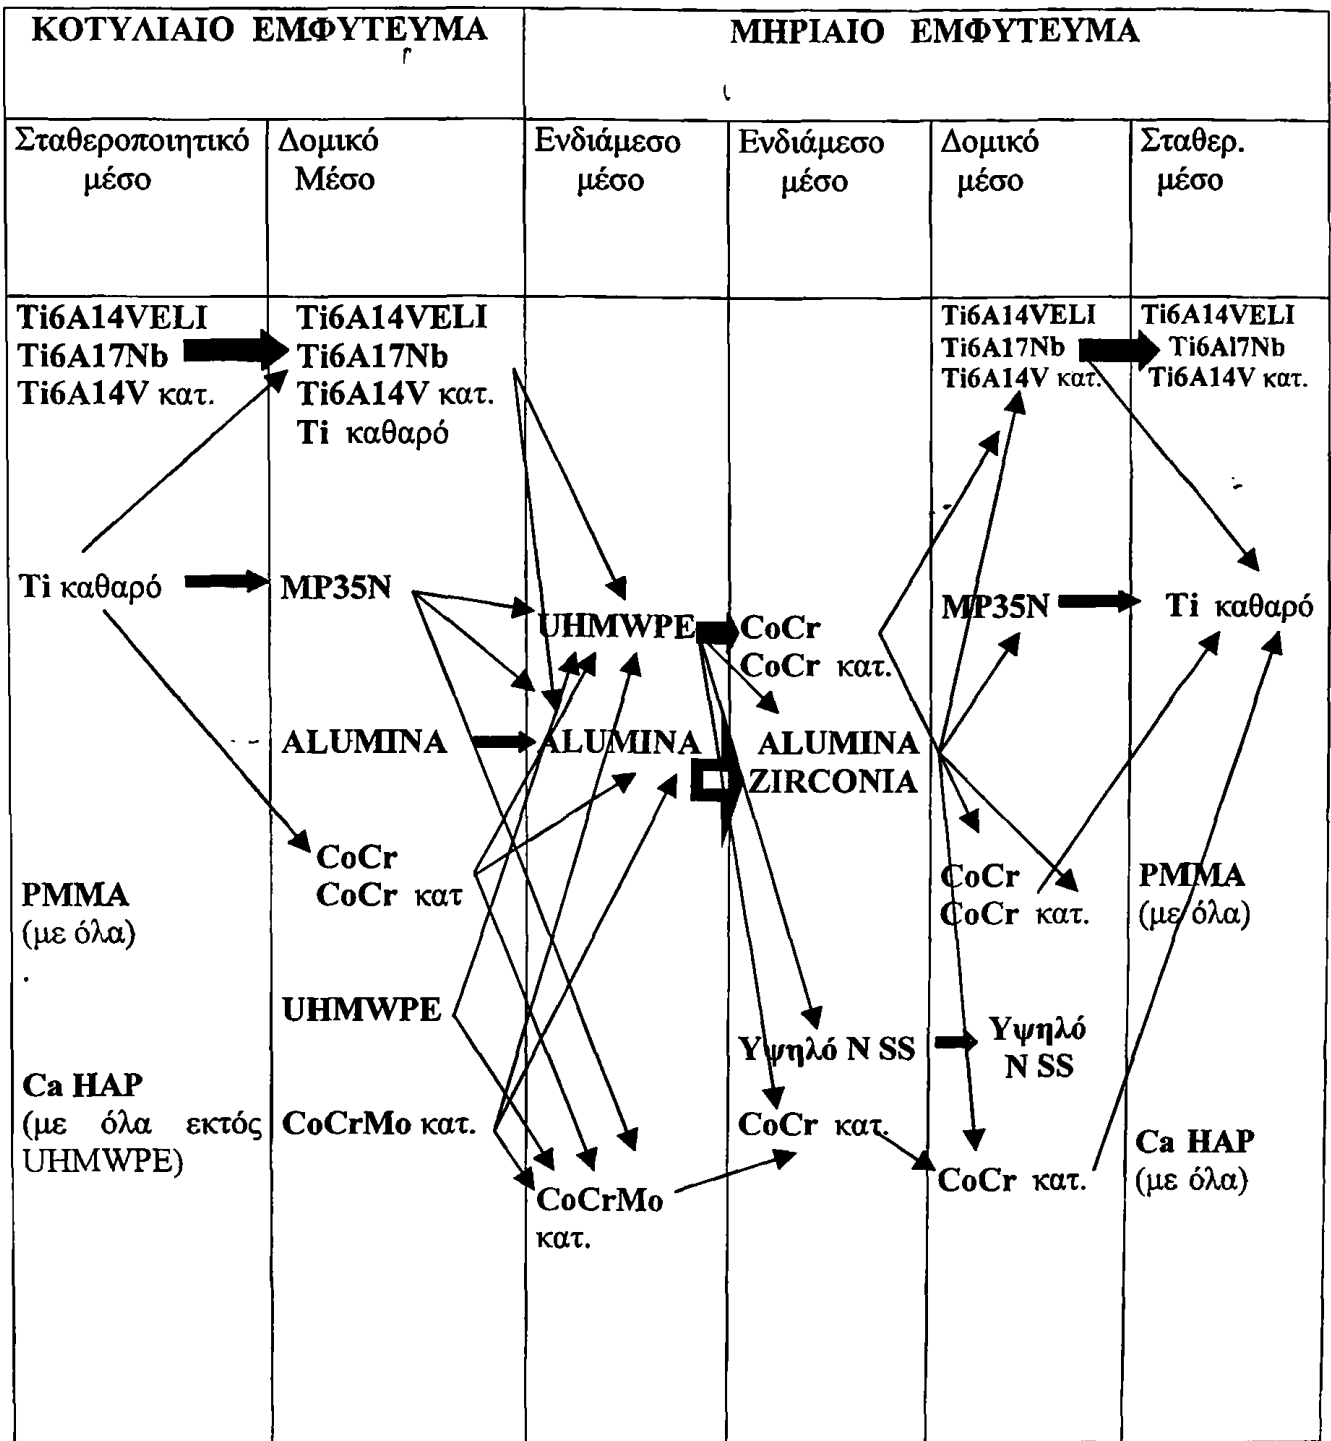 ΚΟΤΥΛΙΑΙΟ ΕΜΦΥΤΕΥΜΑ
ΜΗΡΙΑΙΟ ΕΜΦΥΤΕΥΜΑ
Σταθεροποιητικό
μέσο
Δομικό
Μέσο
Ενδιάμεσο
μέσο
Ενδιάμεσο
μέσο
Δομικό
μέσο
Σταθερ.
μέσο
Ti6A14VELI
Ti6A17Nb
Ti6A14V κατ.
Ti καθαρό
PMMA
(με όλα)
Ca HAP
(με όλα εκτός
UHMWPE)
Ti6A14VELI
Ti6A17Nb
Ti6A14V κατ.
Ti καθαρό
MP35N
ALUMINA
CoCr
CoCr κατ
UHMWPE
CoCrMo κατ.
UHMWPE
ALUMINA
CoCrMo
κατ.
CoCr
CoCr κατ.
ALUMINA
ZIRCONIA
Υψηλό N SS
CoCr κατ.
Ti6A14VELI
Ti6A17Nb
Ti6A14V κατ.
MP35N
CoCr
CoCr κατ.
Υψηλό
N SS
CoCr κατ.
Ti6A14VELI
Ti6Al7Nb
Ti6A14V κατ.
Ti καθαρό
PMMA
(με όλα)
Ca HAP
(με όλα)